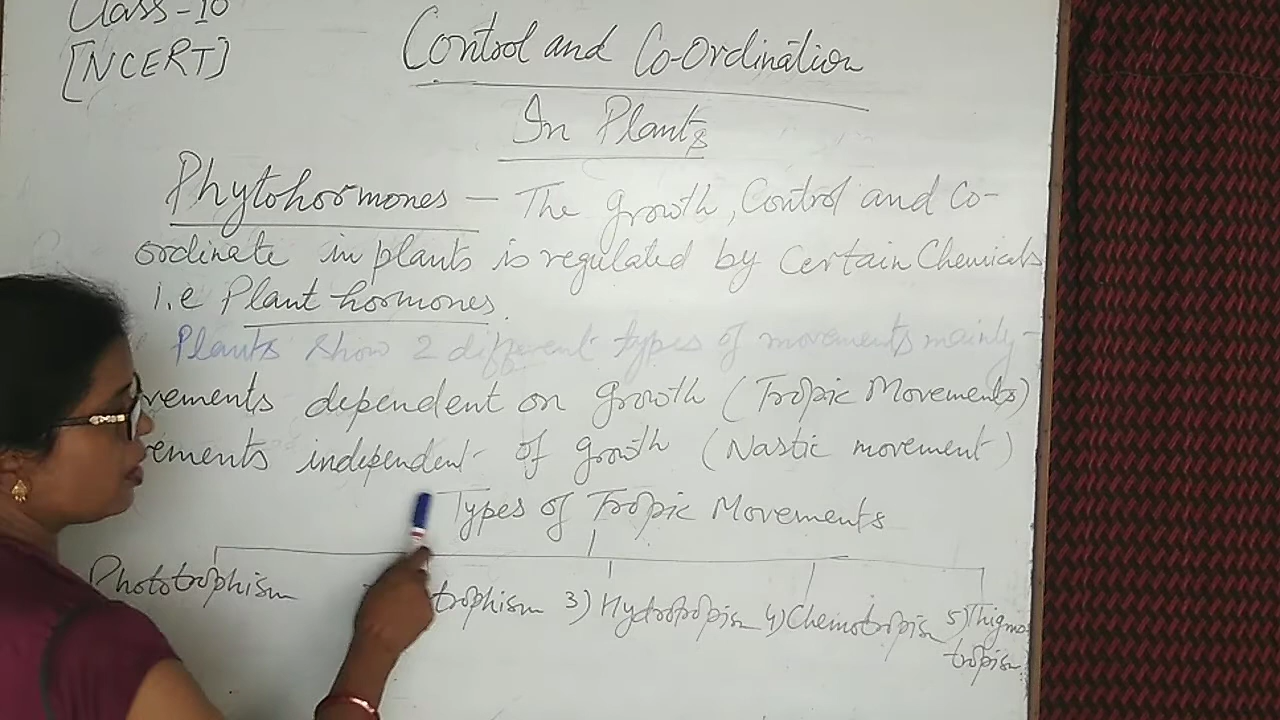 Class-10
[NCERT]
Control and Co-Ordination
In Plants
Phytohormones - The growth, Control and Co-
ordinate in plants is regulated by Certain Chemicals
i.e Plant hormones.
Plants show 2 different types of movements mainly-
vements dependent on growth (Tropic Movements)
vements independent of growth (Nastic movement)
Types of Tropic Movements
Phototrophism trophism 3) Hydrotropism 4) Chemotropism 5) Thigmo
tropism